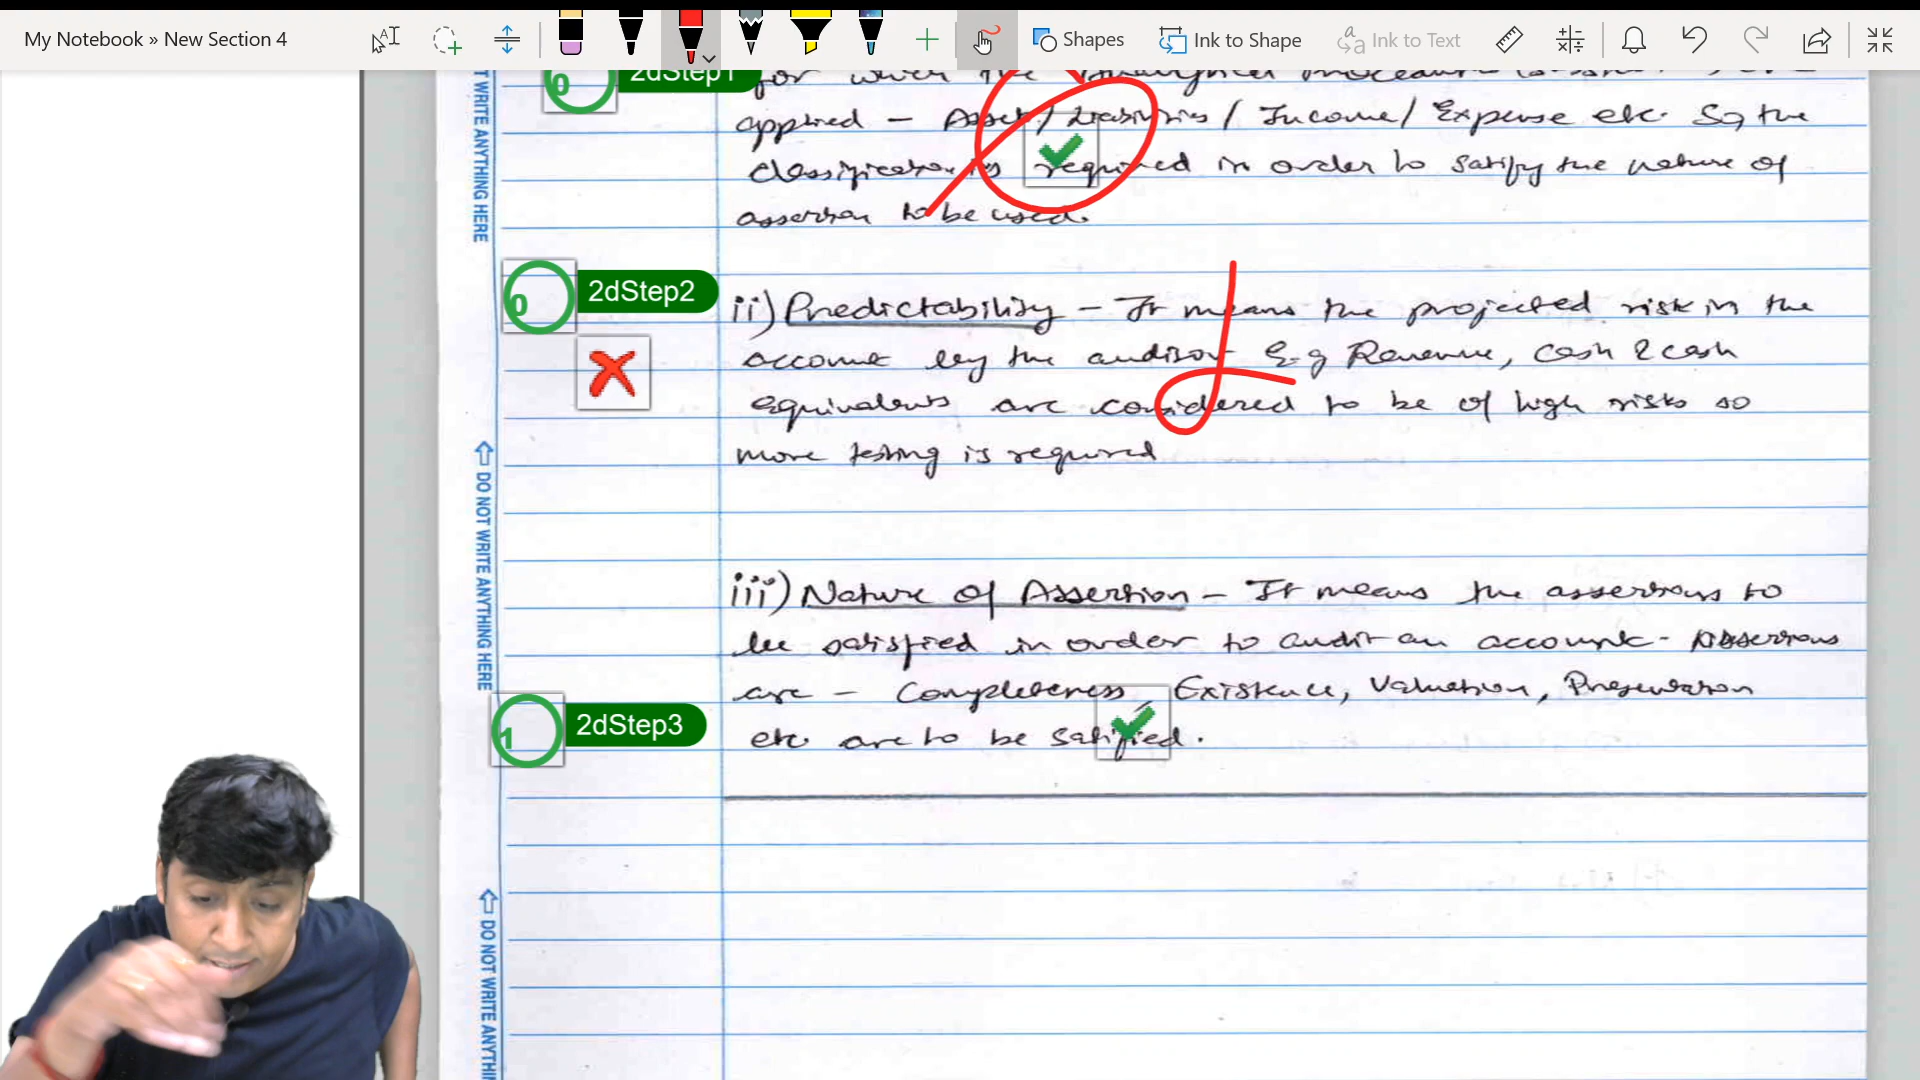 My Notebook » New Section 4
Shapes
Ink to Shape
Ink to Text
0 2dStep1
applied – Asset / Liabilities / Income / Expense etc. So, the
classification is required in order to satisfy the nature of
assertion to be used.
0 2dStep2
ii) Predictability – It means the projected risk in the
account by the auditor E.g Revenue, cash & cash
equivalents are considered to be of high risks so
more testing is required
iii) Nature of Assertion – It means the assertions to
be satisfied in order to audit an account. Assertions
are – Completeness, Existence, Valuation, Presentation
1 2dStep3
etc are to be satisfied.
DO NOT WRITE ANYTHING HERE